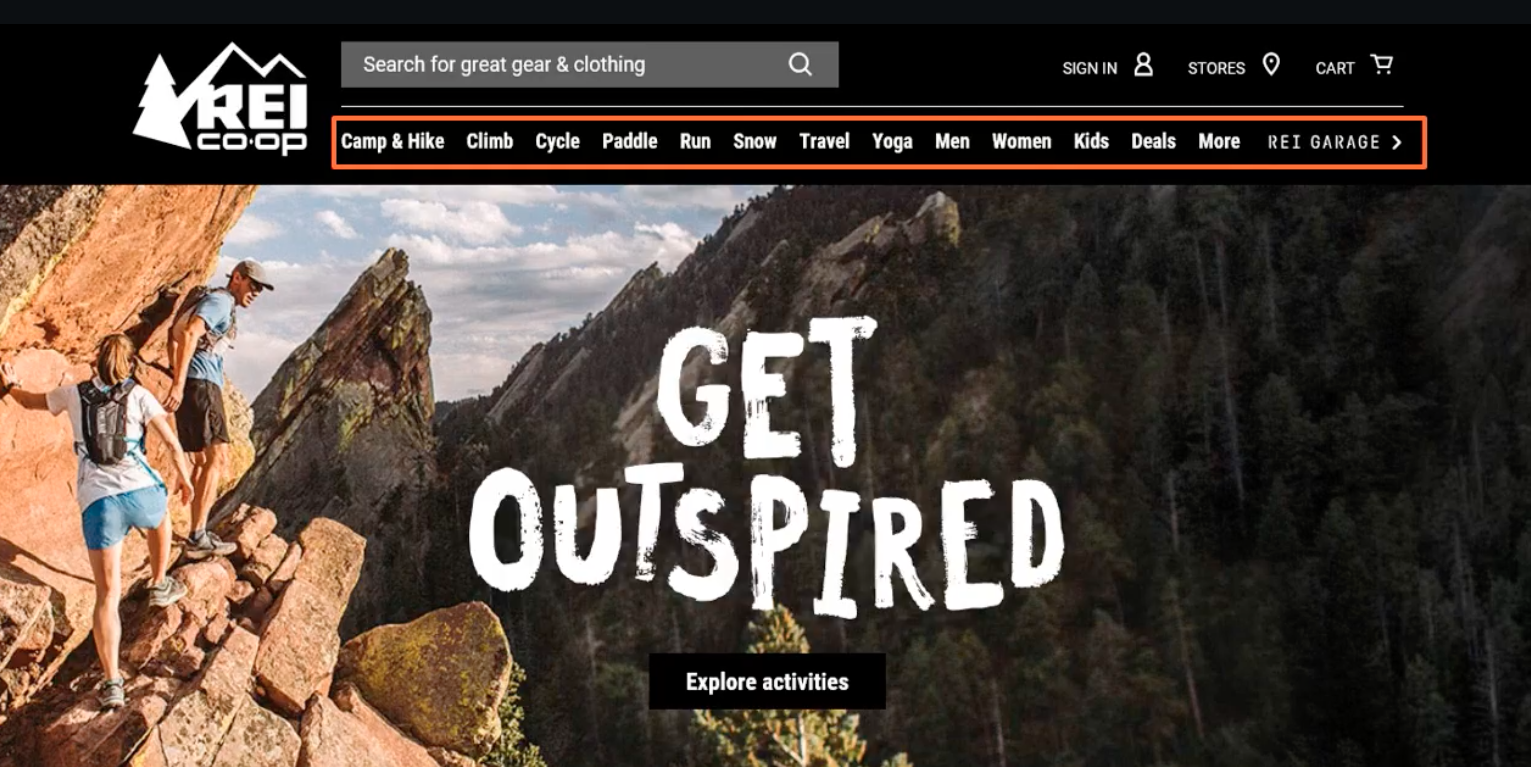 REI
co·op
Search for great gear & clothing
SIGN IN
STORES
CART
Camp & Hike Climb Cycle Paddle Run Snow Travel Yoga Men Women Kids Deals More REI GARAGE
GET
OUTSPIRED
Explore activities